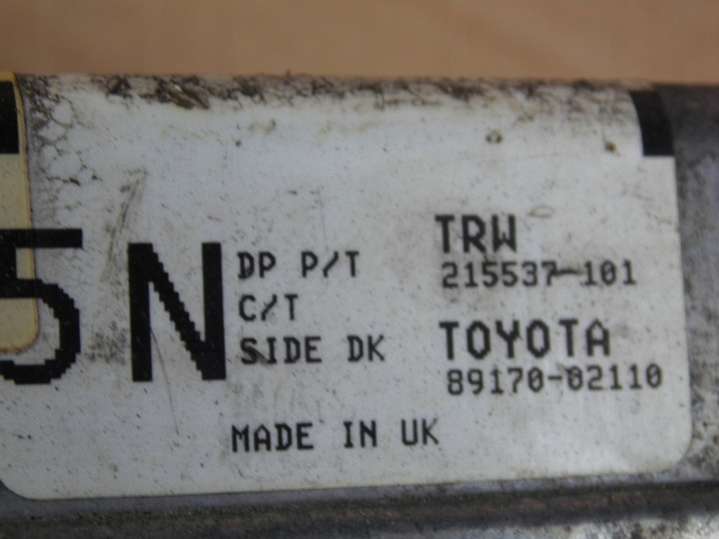 5N
DP P/T
C/T
SIDE DK
TRW
215537-101
TOYOTA
89170-02110
MADE IN UK